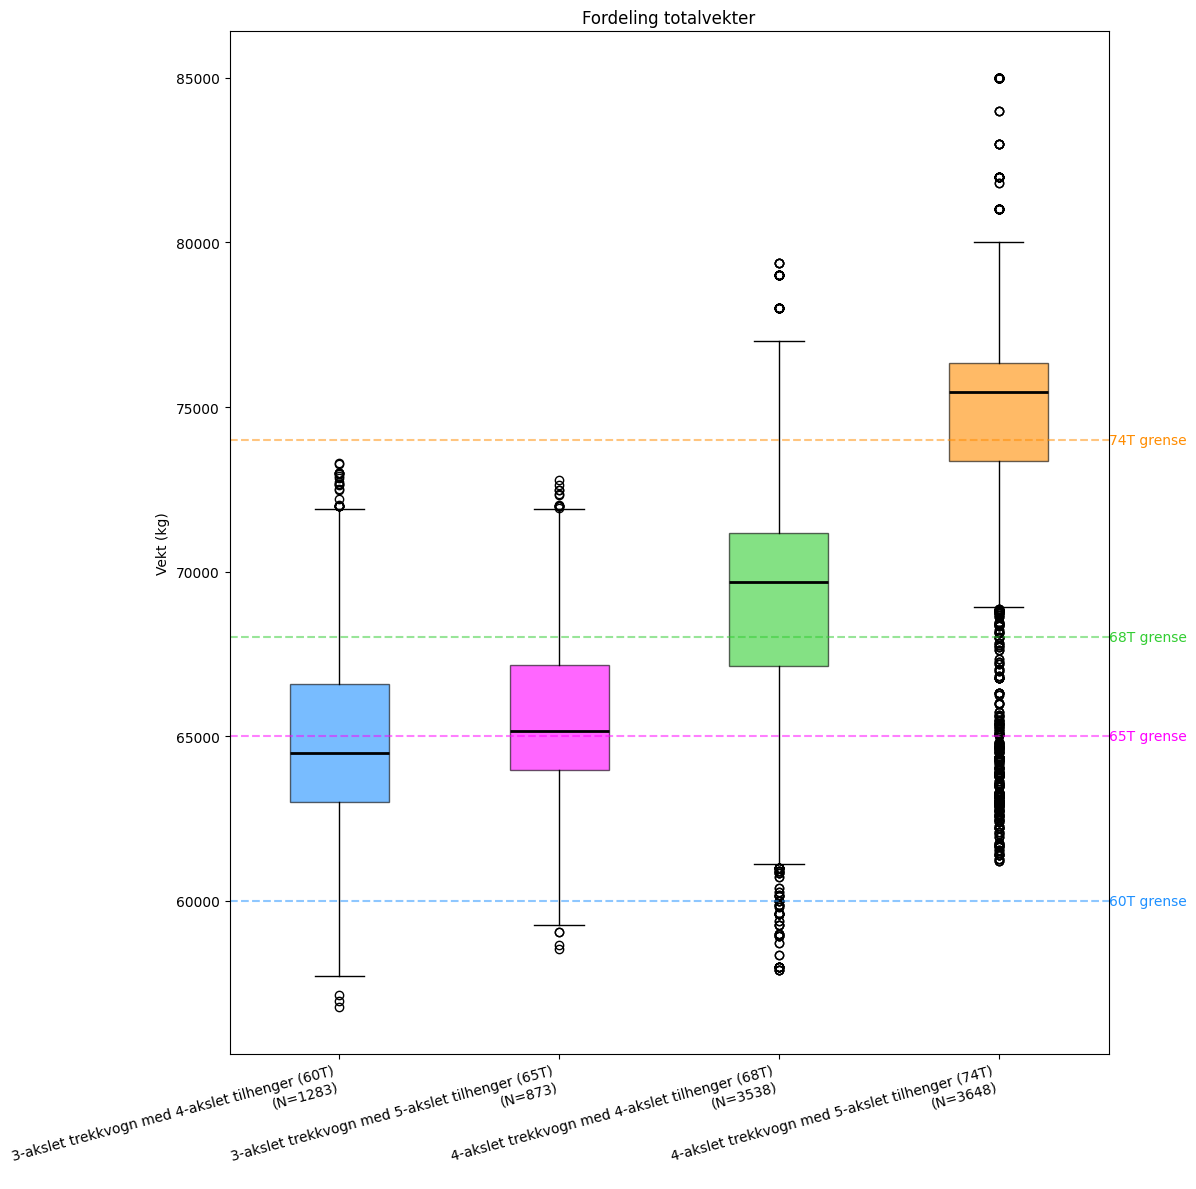 Fordeling totalvekter
Vekt (kg)
85000
80000
75000
70000
65000
60000
74T grense
68T grense
65T grense
60T grense
3-akslet trekkvogn med 4-akslet tilhenger (60T)
(N=1283)
3-akslet trekkvogn med 5-akslet tilhenger (65T)
(N=873)
4-akslet trekkvogn med 4-akslet tilhenger (68T)
(N=3538)
4-akslet trekkvogn med 5-akslet tilhenger (74T)
(N=3648)